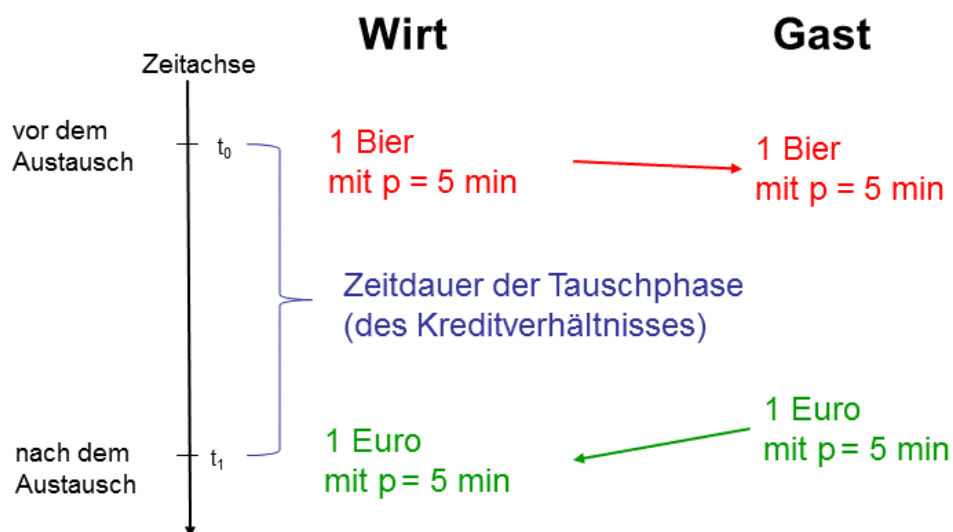 Wirt
Gast
Zeitachse
vor dem
Austausch
t₀
1 Bier
mit p = 5 min
1 Bier
mit p = 5 min
Zeitdauer der Tauschphase
(des Kreditverhältnisses)
nach dem
Austausch
t₁
1 Euro
mit p = 5 min
1 Euro
mit p = 5 min